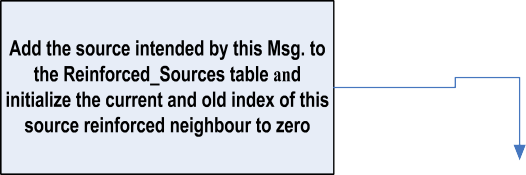 Add the source intended by this Msg. to
the Reinforced_Sources table and
initialize the current and old index of this
source reinforced neighbour to zero